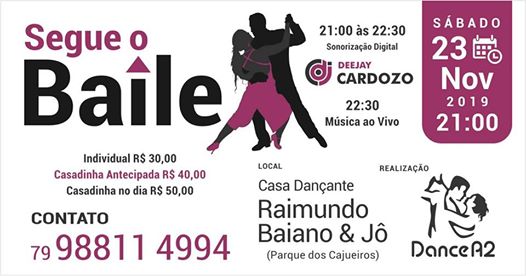 Segue o
Baile
21:00 às 22:30
Sonorização Digital
DEEJAY
CARDOZO
22:30
Música ao Vivo
SÁBADO
23
Nov
2019
21:00
Individual R$ 30,00
Casadinha Antecipada R$ 40,00
Casadinha no dia R$ 50,00
CONTATO
79 98811 4994
LOCAL
Casa Dançante
Raimundo
Baiano & Jô
(Parque dos Cajueiros)
REALIZAÇÃO
DanceA2